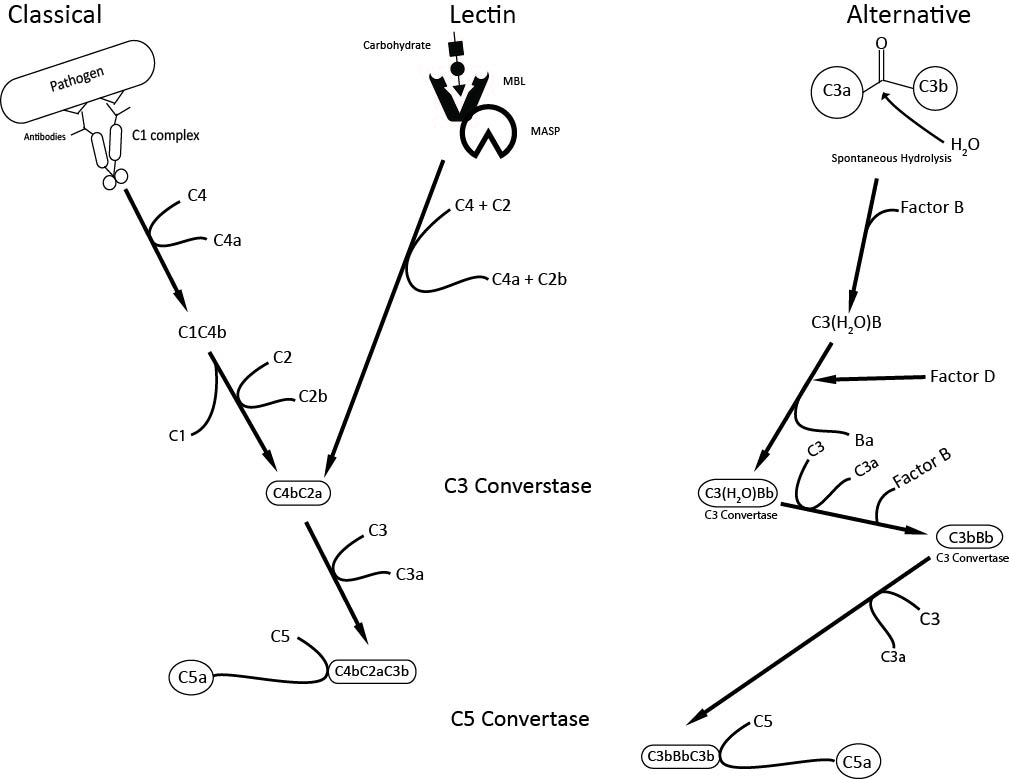 Classical
Lectin
Alternative
Pathogen
Antibodies
C1 complex
Carbohydrate
MBL
MASP
O
C3a
C3b
H₂O
Spontaneous Hydrolysis
C4
C4a
C4 + C2
C4a + C2b
Factor B
C1C4b
C3(H₂O)B
C2
C2b
C1
Factor D
Ba
C3
C3a
Factor B
C4bC2a
C3 Converstase
C3(H₂O)Bb
C3 Convertase
C3bBb
C3 Convertase
C3
C3a
C3
C3a
C5
C5a
C4bC2aC3b
C5 Convertase
C5
C3bBbC3b
C5a